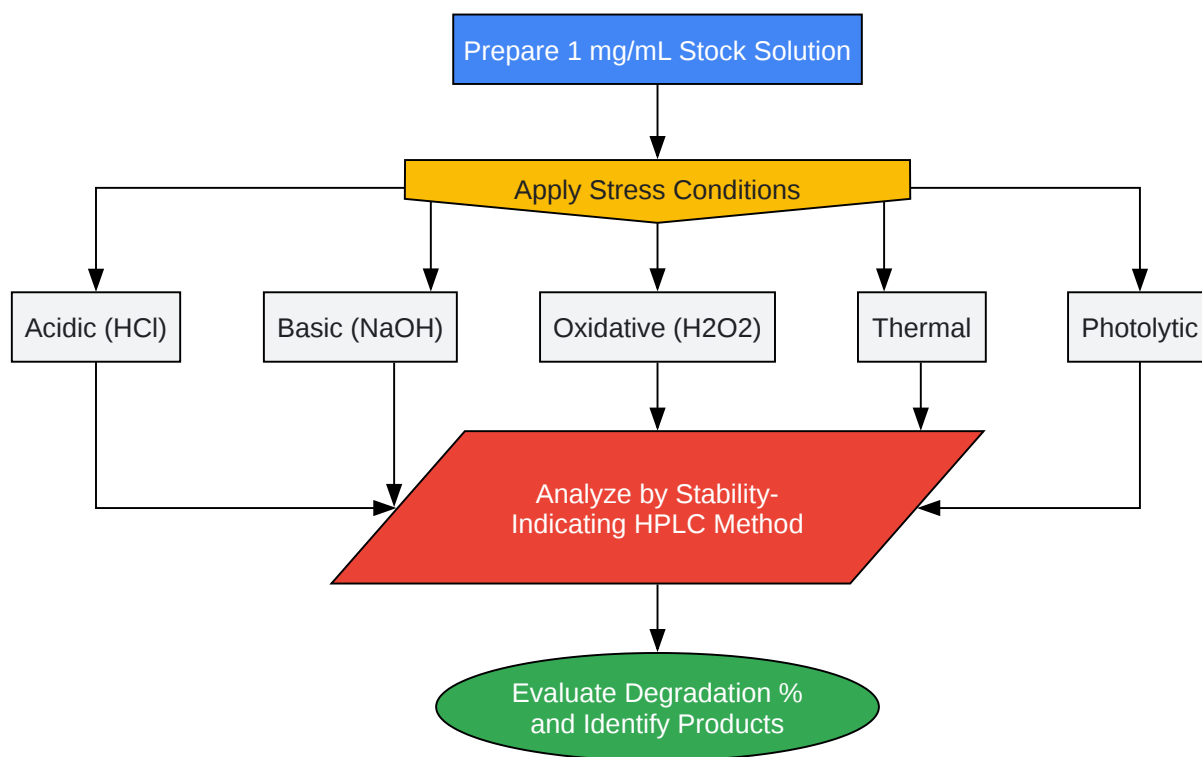 Prepare 1 mg/mL Stock Solution
Apply Stress Conditions
Acidic (HCl)
Basic (NaOH)
Oxidative (H2O2)
Thermal
Photolytic
Analyze by Stability-
Indicating HPLC Method
Evaluate Degradation %
and Identify Products